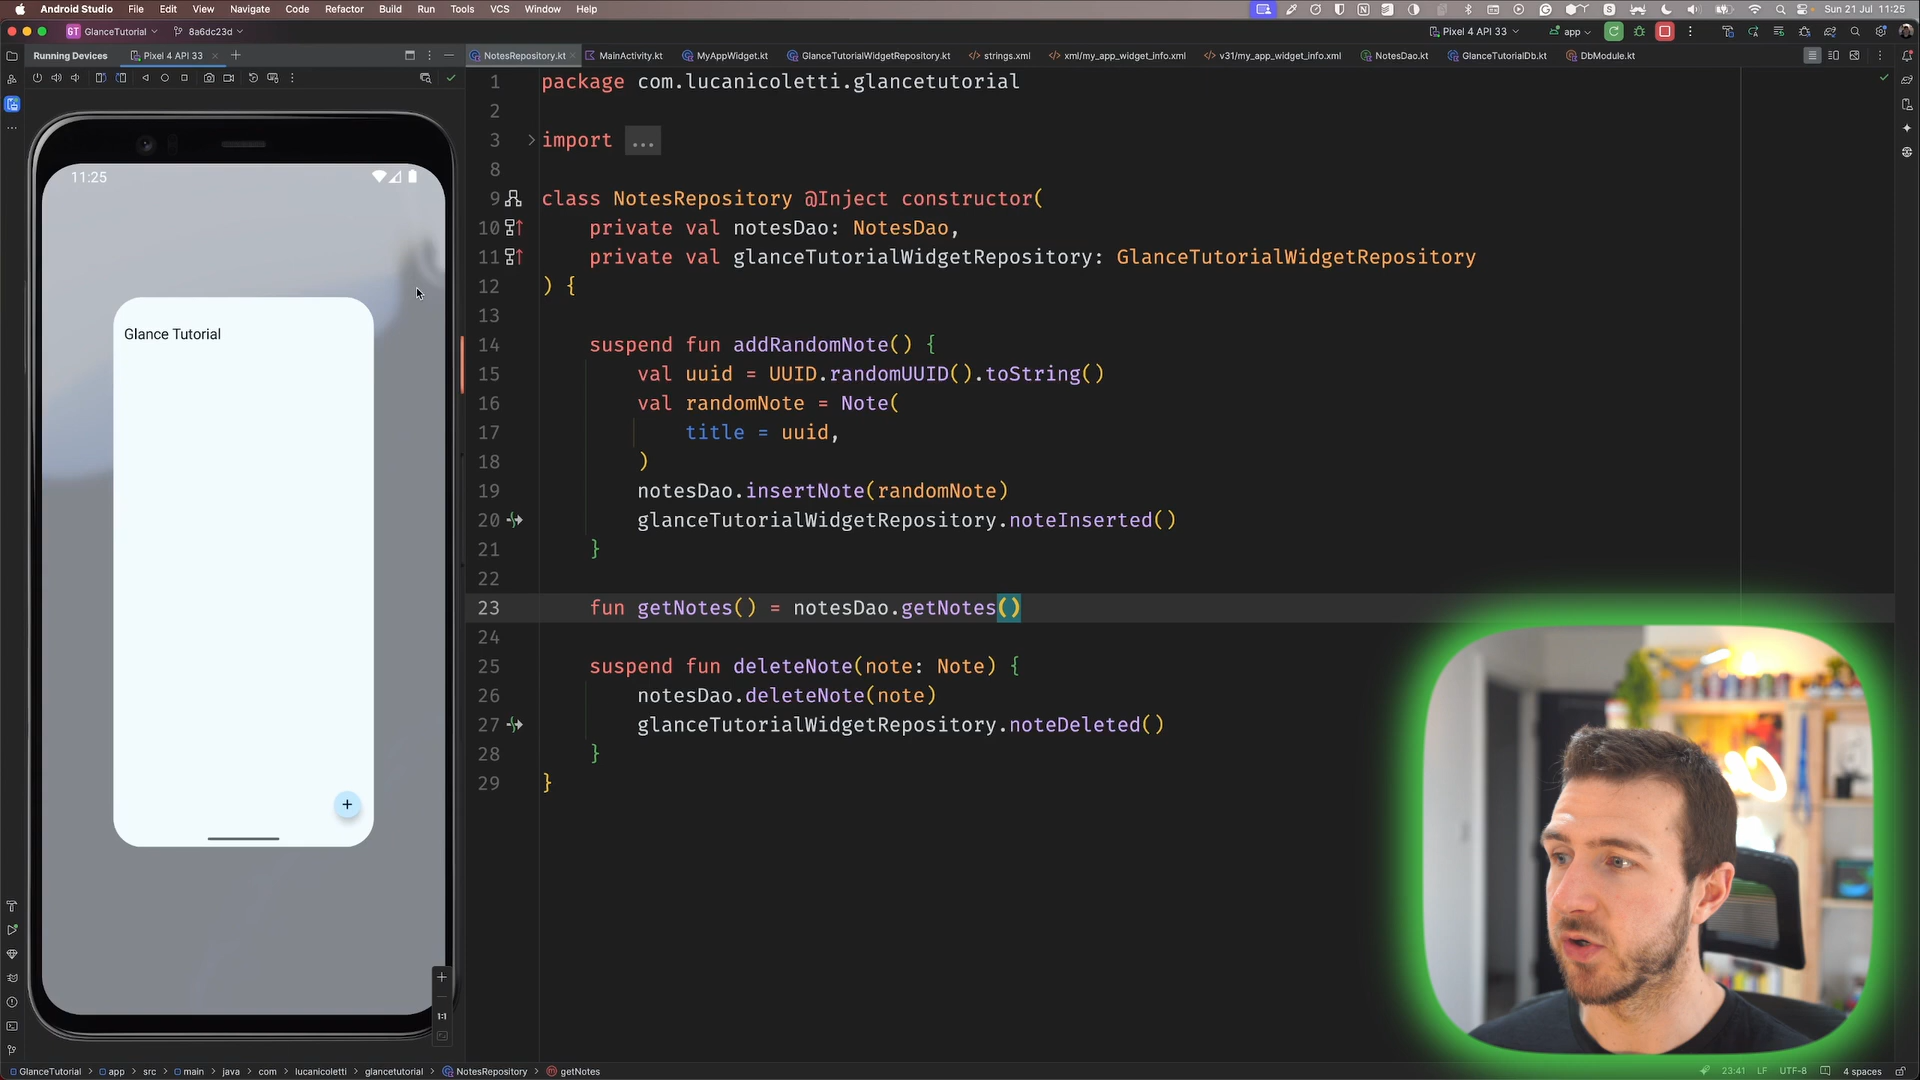 Android Studio File Edit View Navigate Code Refactor Build Run Tools VCS Window Help Sun 21 Jul 11:25
GT GlanceTutorial 8a6dc23d Pixel 4 API 33 app
Running Devices Pixel 4 API 33 NotesRepository.kt MainActivity.kt MyAppWidget.kt GlanceTutorialWidgetRepository.kt strings.xml xml/my_app_widget_info.xml v31/my_app_widget_info.xml NotesDao.kt GlanceTutorialDb.kt DbModule.kt
11:25
Glance Tutorial
+
+
1:1
1 package com.lucanicoletti.glancetutorial
2
3 import ...
8
9 class NotesRepository @Inject constructor(
10 private val notesDao: NotesDao,
11 private val glanceTutorialWidgetRepository: GlanceTutorialWidgetRepository
12 ) {
13
14 suspend fun addRandomNote() {
15 val uuid = UUID.randomUUID().toString()
16 val randomNote = Note(
17 title = uuid,
18 )
19 notesDao.insertNote(randomNote)
20 glanceTutorialWidgetRepository.noteInserted()
21 }
22
23 fun getNotes() = notesDao.getNotes()
24
25 suspend fun deleteNote(note: Note) {
26 notesDao.deleteNote(note)
27 glanceTutorialWidgetRepository.noteDeleted()
28 }
29 }
GlanceTutorial app src main java com lucanicoletti glancetutorial NotesRepository getNotes 23:41 LF UTF-8 4 spaces